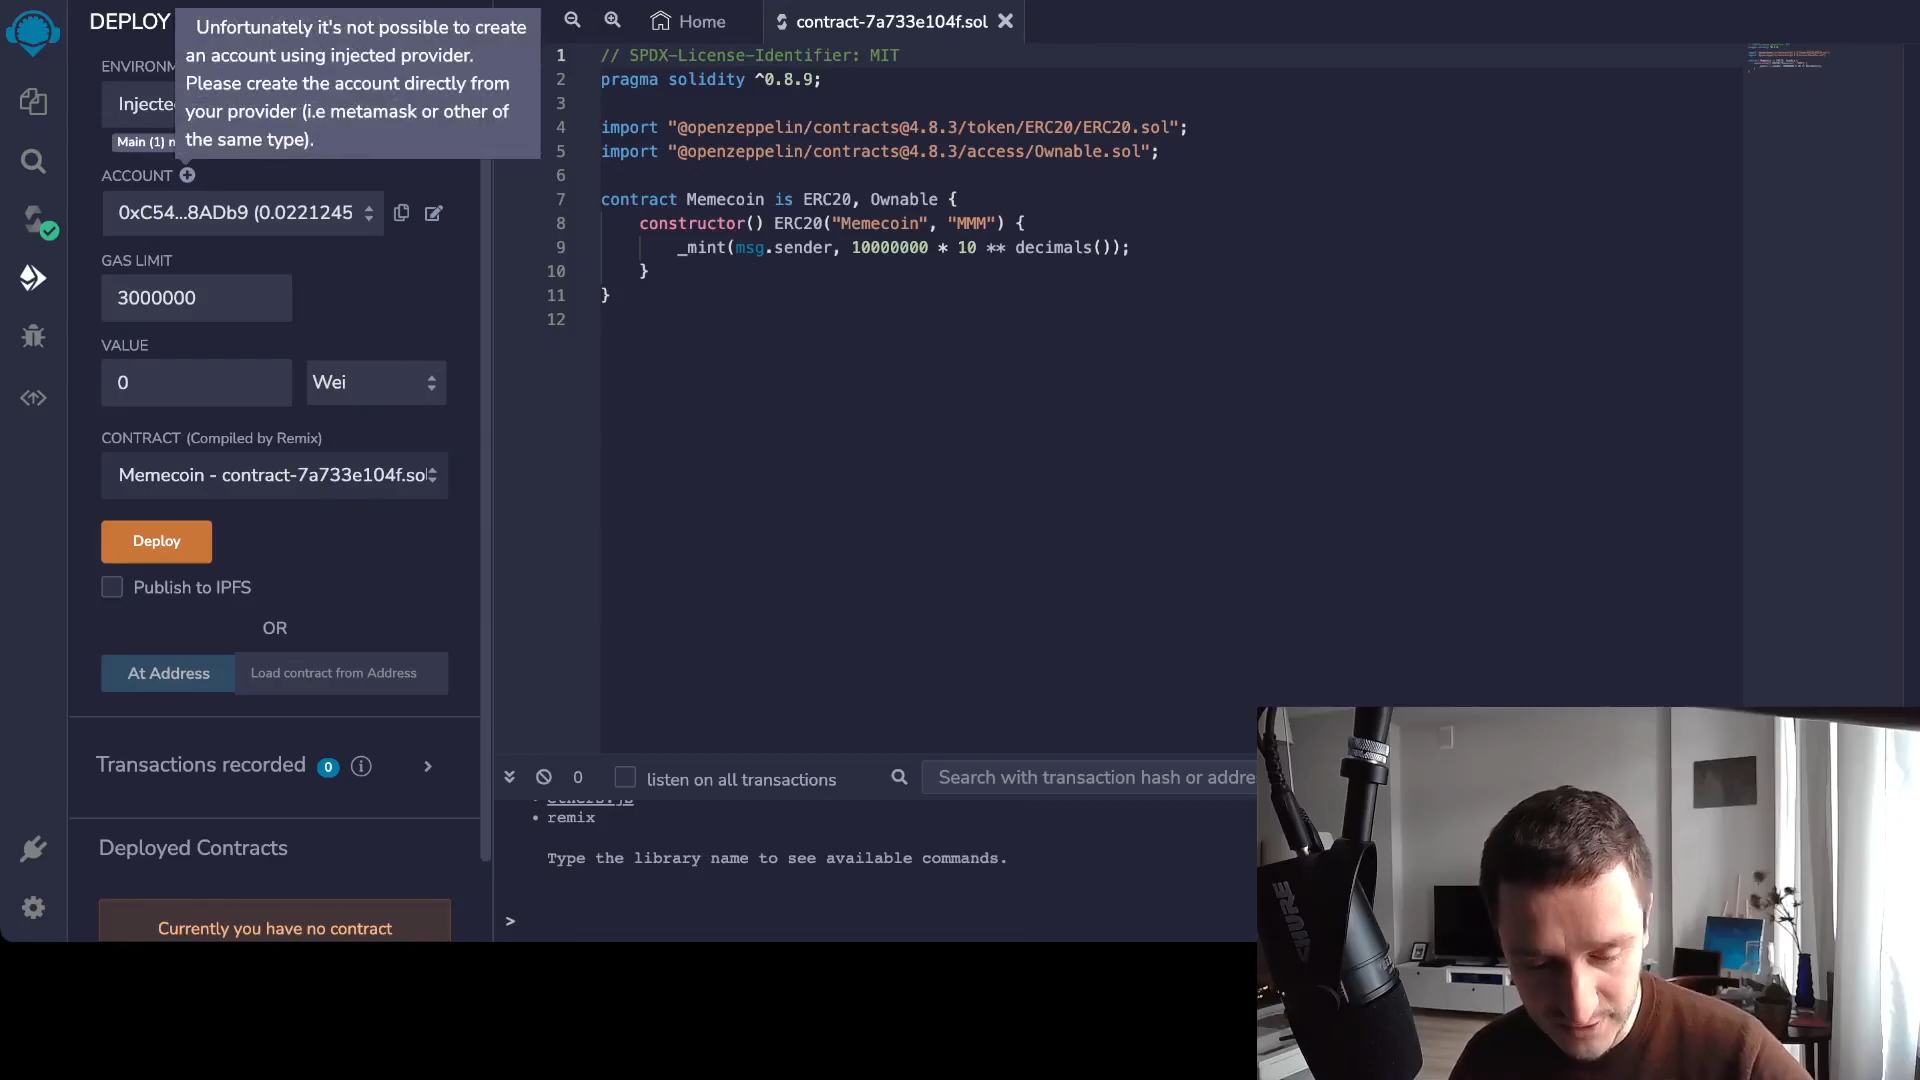 DEPLOY
Unfortunately it's not possible to create
an account using injected provider.
Please create the account directly from
your provider (i.e metamask or other of
the same type).
ENVIRONM
Injecte
Main (1) n
ACCOUNT
0xC54...8ADb9 (0.0221245
GAS LIMIT
3000000
VALUE
0
Wei
CONTRACT (Compiled by Remix)
Memecoin - contract-7a733e104f.sol
Deploy
Publish to IPFS
OR
At Address
Load contract from Address
Transactions recorded 0
Deployed Contracts
Currently you have no contract
Home
contract-7a733e104f.sol
1 // SPDX-License-Identifier: MIT
2 pragma solidity ^0.8.9;
3
4 import "@openzeppelin/contracts@4.8.3/token/ERC20/ERC20.sol";
5 import "@openzeppelin/contracts@4.8.3/access/Ownable.sol";
6
7 contract Memecoin is ERC20, Ownable {
8 constructor() ERC20("Memecoin", "MMM") {
9 _mint(msg.sender, 10000000 * 10 ** decimals());
10 }
11 }
12
0
listen on all transactions
Search with transaction hash or addre
ethers.js
• remix
Type the library name to see available commands.
>
SHURE